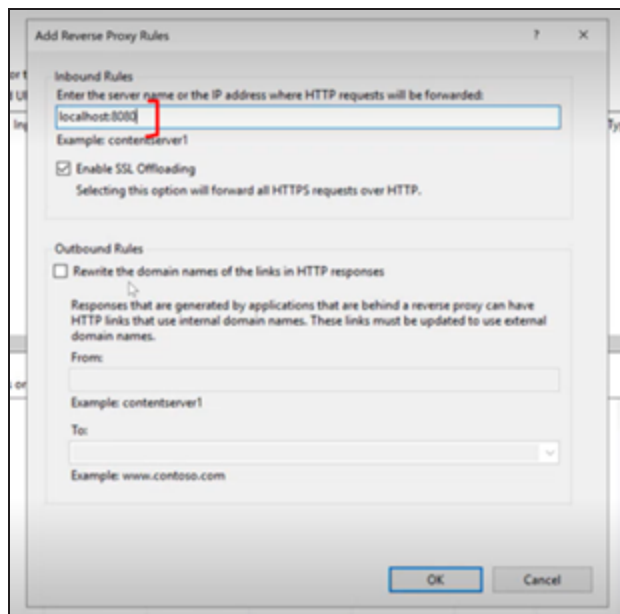 Add Reverse Proxy Rules
? ×
Inbound Rules
Enter the server name or the IP address where HTTP requests will be forwarded:
localhost:8080
Example: contentserver1
Enable SSL Offloading
Selecting this option will forward all HTTPS requests over HTTP.
Outbound Rules
Rewrite the domain names of the links in HTTP responses
Responses that are generated by applications that are behind a reverse proxy can have
HTTP links that use internal domain names. These links must be updated to use external
domain names.
From:
Example: contentserver1
To:
Example: www.contoso.com
OK Cancel